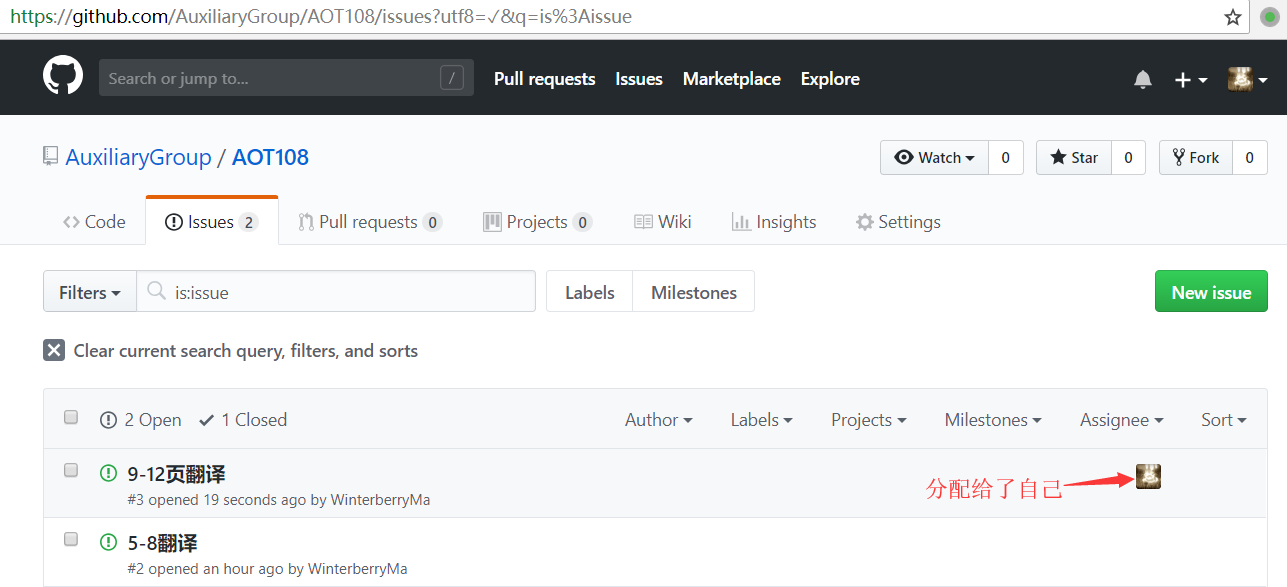 https://github.com/AuxiliaryGroup/AOT108/issues?utf8=✓&q=is%3Aissue
Search or jump to... / Pull requests Issues Marketplace Explore
AuxiliaryGroup / AOT108 Watch 0 Star 0 Fork 0
Code Issues 2 Pull requests 0 Projects 0 Wiki Insights Settings
Filters is:issue Labels Milestones New issue
Clear current search query, filters, and sorts
2 Open 1 Closed Author Labels Projects Milestones Assignee Sort
9-12页翻译
#3 opened 19 seconds ago by WinterberryMa
分配给了自己
5-8翻译
#2 opened an hour ago by WinterberryMa